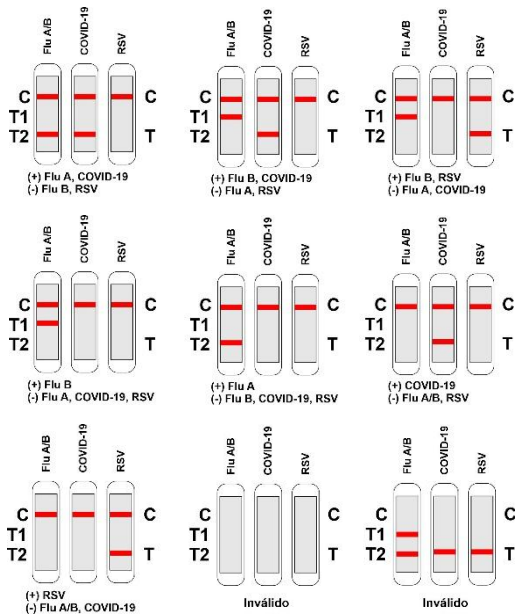 Flu A/B COVID-19 RSV
C C
T1
T2 T
(+) Flu A, COVID-19
(-) Flu B, RSV
Flu A/B COVID-19 RSV
C C
T1
T2 T
(+) Flu B, COVID-19
(-) Flu A, RSV
Flu A/B COVID-19 RSV
C C
T1
T2 T
(+) Flu B, RSV
(-) Flu A, COVID-19
Flu A/B COVID-19 RSV
C C
T1
T2 T
(+) Flu B
(-) Flu A, COVID-19, RSV
Flu A/B COVID-19 RSV
C C
T1
T2 T
(+) Flu A
(-) Flu B, COVID-19, RSV
Flu A/B COVID-19 RSV
C C
T1
T2 T
(+) COVID-19
(-) Flu A/B, RSV
Flu A/B COVID-19 RSV
C C
T1
T2 T
(+) RSV
(-) Flu A/B, COVID-19
Flu A/B COVID-19 RSV
C C
T1
T2 T
Inválido
Flu A/B COVID-19 RSV
C C
T1
T2 T
Inválido